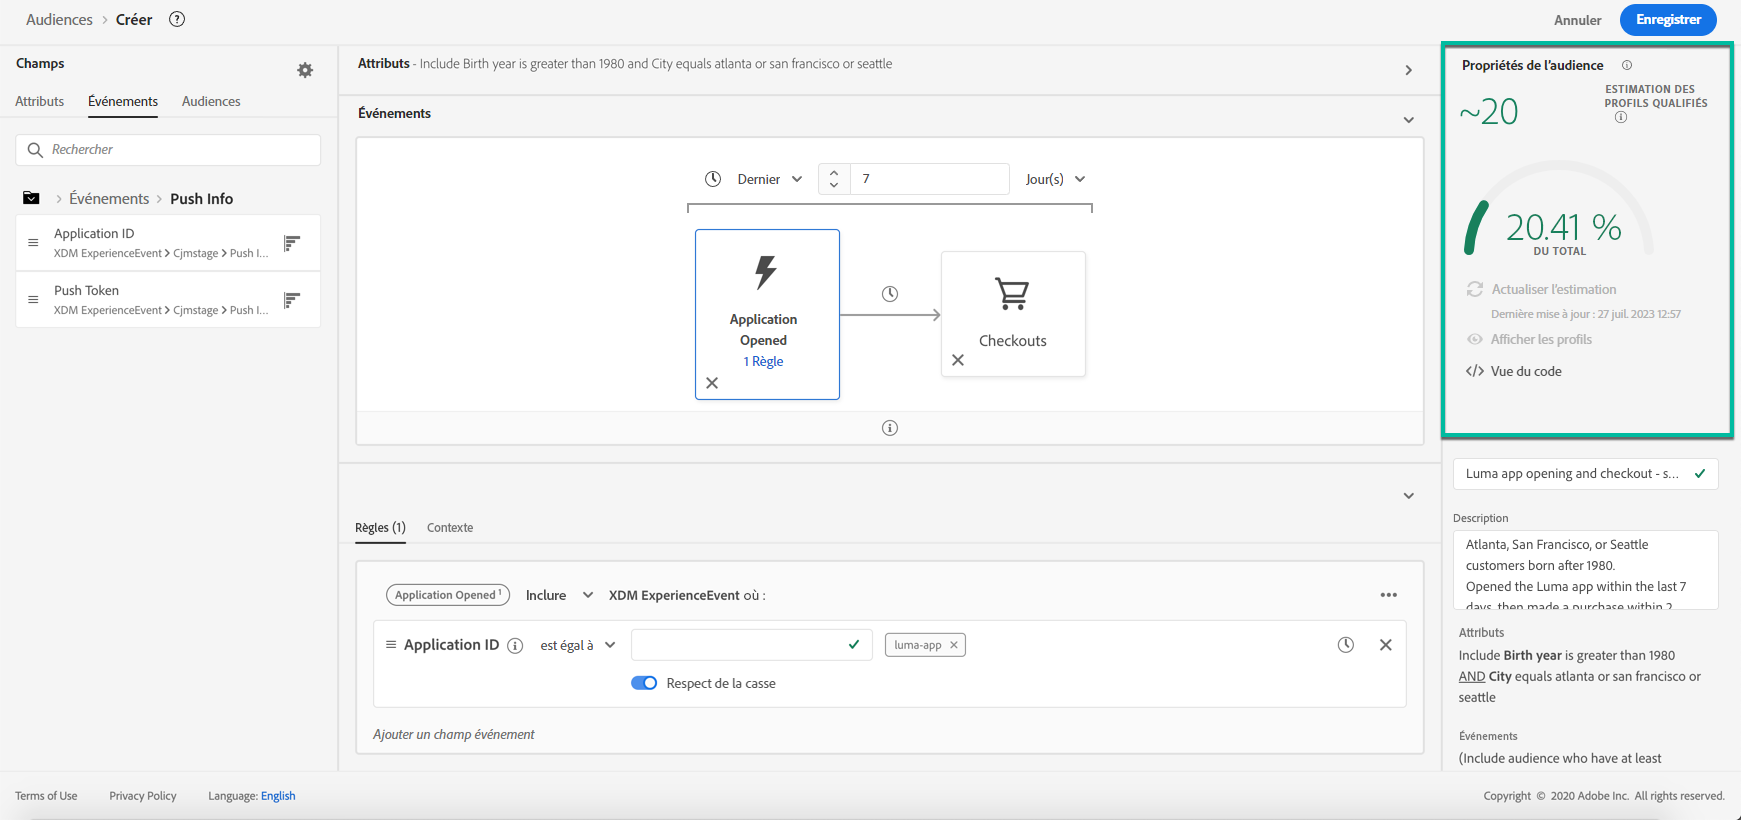 Audiences > Créer ?
Annuler
Enregistrer
Champs
Attributs
Événements
Audiences
Rechercher
> Événements > Push Info
Application ID
XDM ExperienceEvent > Cjmstage > Push I...
Push Token
XDM ExperienceEvent > Cjmstage > Push I...
Attributs - Include Birth year is greater than 1980 and City equals atlanta or san francisco or seattle
Événements
Dernier
7
Jour(s)
Application
Opened
1 Règle
Checkouts
Règles (1)
Contexte
Application Opened 1
Inclure
XDM ExperienceEvent où :
Application ID
est égal à
luma-app
Respect de la casse
Ajouter un champ événement
Propriétés de l'audience
~20
ESTIMATION DES
PROFILS QUALIFIÉS
20.41 %
DU TOTAL
Actualiser l'estimation
Dernière mise à jour : 27 juil. 2023 12:57
Afficher les profils
</> Vue du code
Luma app opening and checkout - s...
Description
Atlanta, San Francisco, or Seattle
customers born after 1980.
Opened the Luma app within the last 7
days, then made a purchase within 2
Attributs
Include Birth year is greater than 1980
AND City equals atlanta or san francisco or
seattle
Événements
(Include audience who have at least
Terms of Use
Privacy Policy
Language: English
Copyright © 2020 Adobe Inc. All rights reserved.